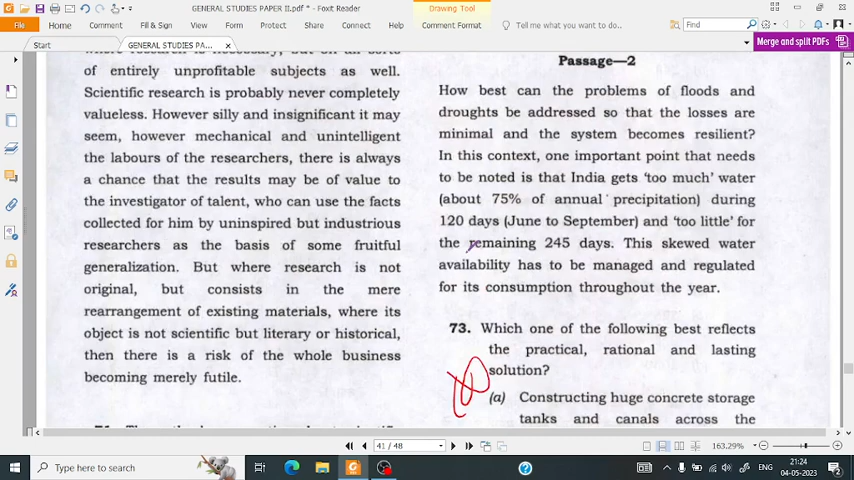 GENERAL STUDIES PAPER II.pdf * - Foxit Reader
Drawing Tool
File
Home
Comment
Fill & Sign
View
Form
Protect
Share
Connect
Help
Comment Format
Tell me what you want to do...
Find
Start
GENERAL STUDIES PA...
Merge and split PDFs
where research is necessary, but on all sorts
of entirely unprofitable subjects as well.
Scientific research is probably never completely
valueless. However silly and insignificant it may
seem, however mechanical and unintelligent
the labours of the researchers, there is always
a chance that the results may be of value to
the investigator of talent, who can use the facts
collected for him by uninspired but industrious
researchers as the basis of some fruitful
generalization. But where research is not
original, but consists in the mere
rearrangement of existing materials, where its
object is not scientific but literary or historical,
then there is a risk of the whole business
becoming merely futile.
Passage—2
How best can the problems of floods and
droughts be addressed so that the losses are
minimal and the system becomes resilient?
In this context, one important point that needs
to be noted is that India gets 'too much' water
(about 75% of annual precipitation) during
120 days (June to September) and 'too little' for
the remaining 245 days. This skewed water
availability has to be managed and regulated
for its consumption throughout the year.
73. Which one of the following best reflects
the practical, rational and lasting
solution?
(a) Constructing huge concrete storage
tanks and canals across the
41 / 48
163.29%
Type here to search
ENG
21:24
04-05-2023
2